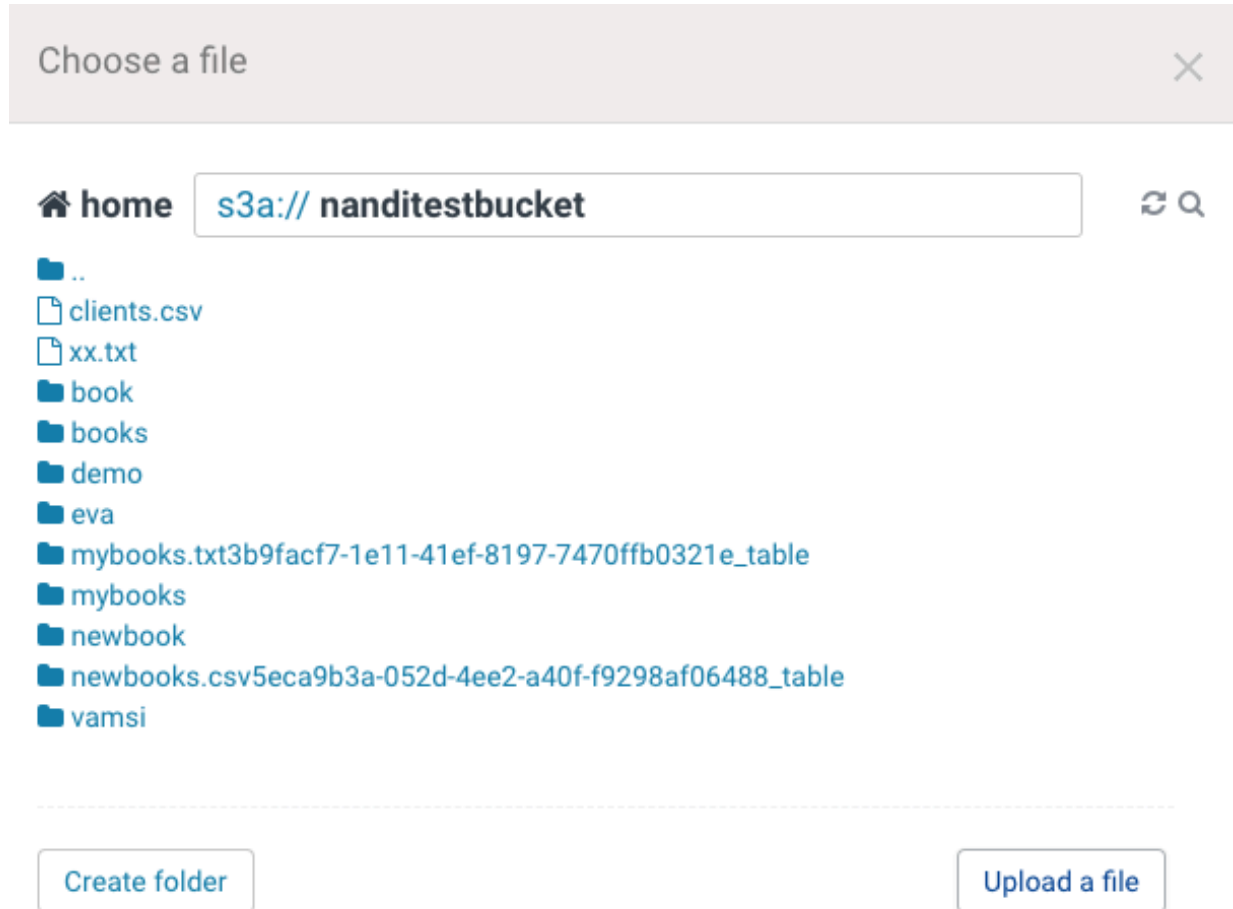 Choose a file
home s3a:// nanditestbucket
..
clients.csv
xx.txt
book
books
demo
eva
mybooks.txt3b9facf7-1e11-41ef-8197-7470ffb0321e_table
mybooks
newbook
newbooks.csv5eca9b3a-052d-4ee2-a40f-f9298af06488_table
vamsi
Create folder Upload a file